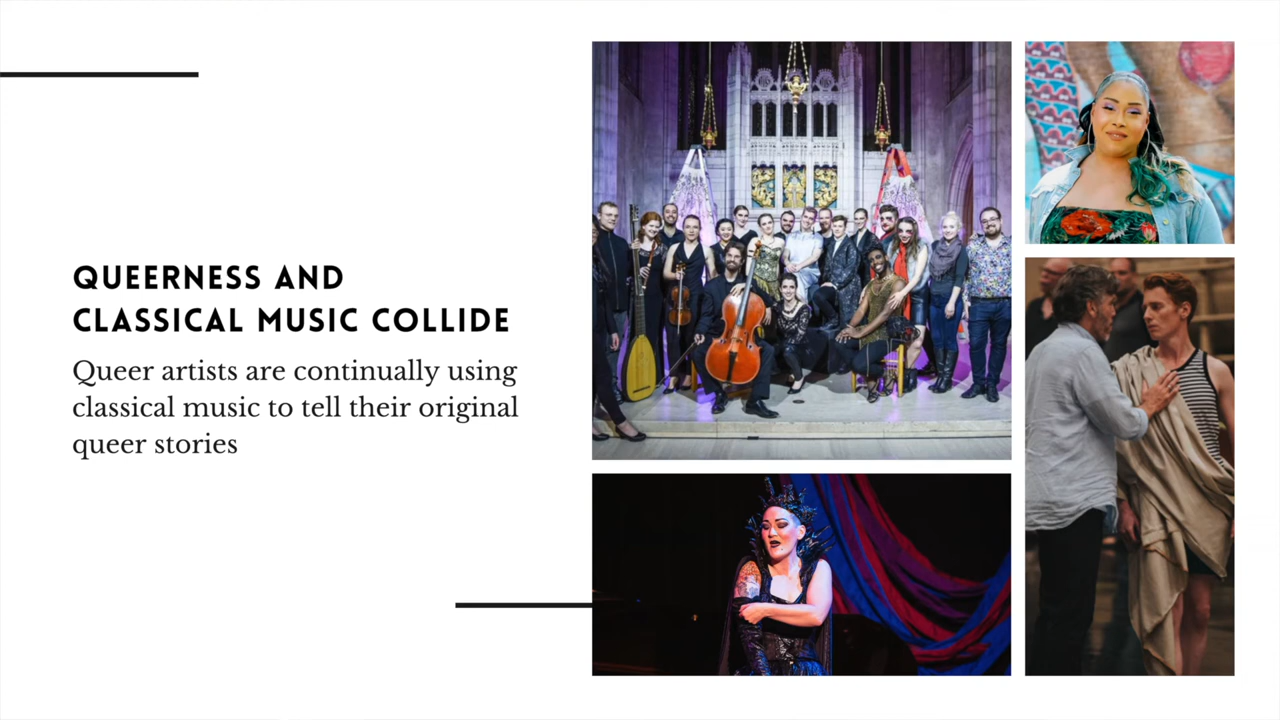 QUEERNESS AND
CLASSICAL MUSIC COLLIDE
Queer artists are continually using
classical music to tell their original
queer stories